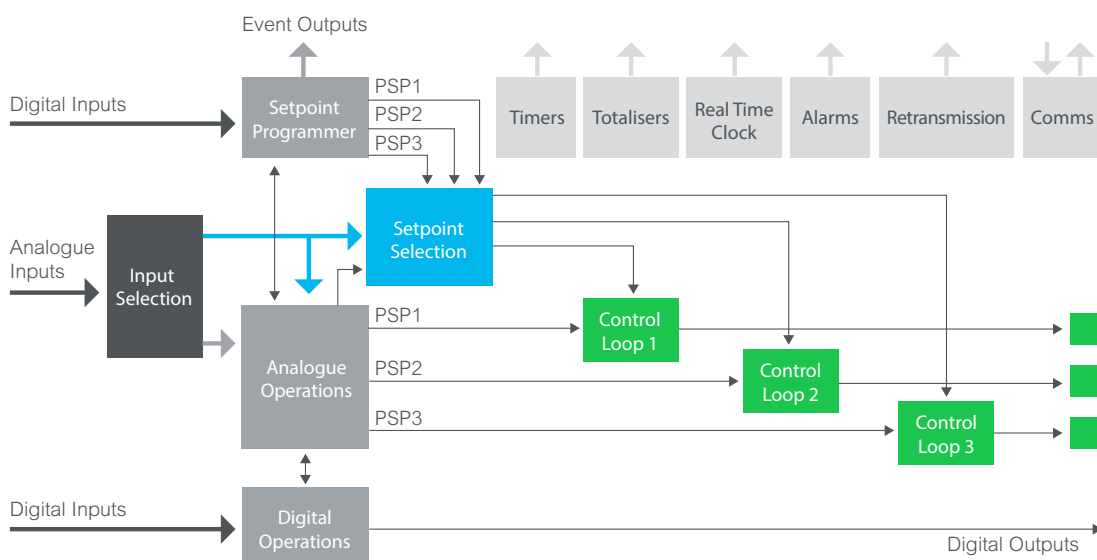 Event Outputs
Digital Inputs
Setpoint
Programmer
PSP1
PSP2
PSP3
Timers
Totalisers
Real Time
Clock
Alarms
Retransmission
Comms
Analogue
Inputs
Input
Selection
Setpoint
Selection
Analogue
Operations
PSP1
PSP2
PSP3
Control
Loop 1
Control
Loop 2
Control
Loop 3
Digital Inputs
Digital
Operations
Digital Outputs